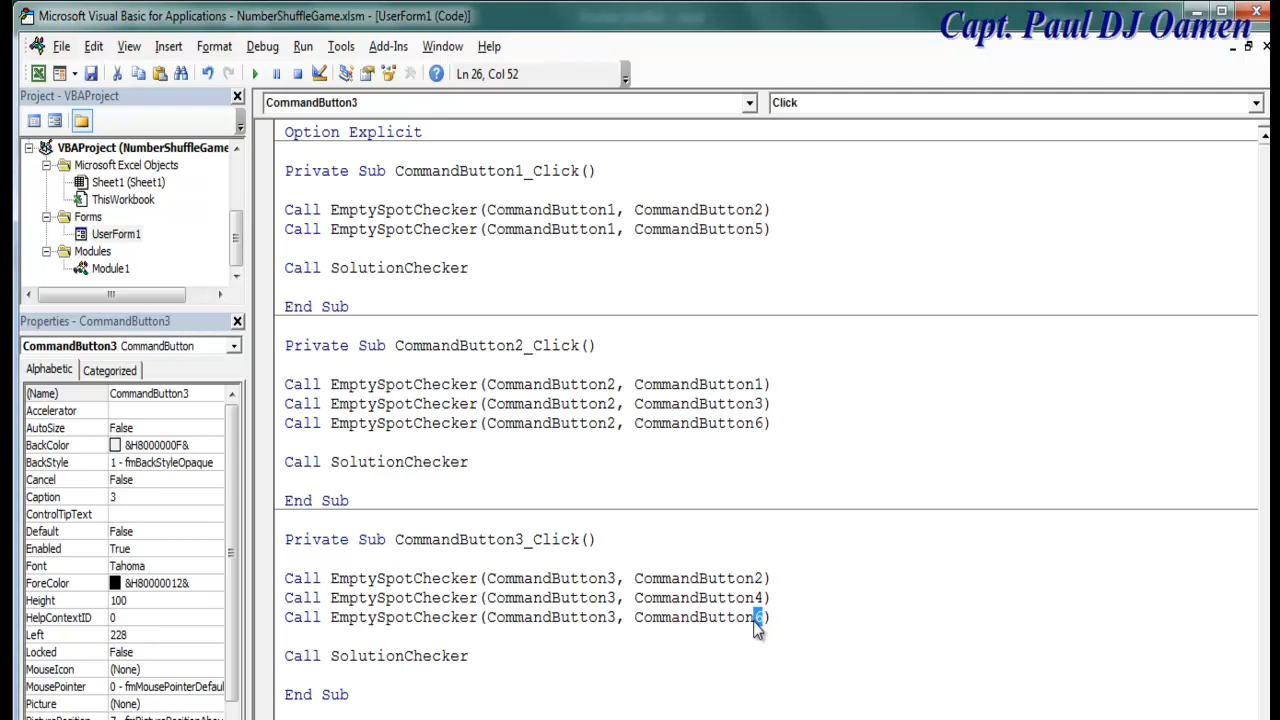 Microsoft Visual Basic for Applications - NumberShuffleGame.xlsm - [UserForm1 (Code)]
Capt. Paul DJ Oamen
File Edit View Insert Format Debug Run Tools Add-Ins Window Help
Ln 26, Col 52
Project - VBAProject
CommandButton3
Click
VBAProject (NumberShuffleGame
Microsoft Excel Objects
Sheet1 (Sheet1)
ThisWorkbook
Forms
UserForm1
Modules
Module1
Properties - CommandButton3
CommandButton3 CommandButton
Alphabetic Categorized
(Name) CommandButton3
Accelerator
AutoSize False
BackColor &H8000000F&
BackStyle 1 - fmBackStyleOpaque
Cancel False
Caption 3
ControlTipText
Default False
Enabled True
Font Tahoma
ForeColor &H80000012&
Height 100
HelpContextID 0
Left 228
Locked False
MouseIcon (None)
MousePointer 0 - fmMousePointerDefau
Picture (None)
Option Explicit
Private Sub CommandButton1_Click()
Call EmptySpotChecker(CommandButton1, CommandButton2)
Call EmptySpotChecker(CommandButton1, CommandButton5)
Call SolutionChecker
End Sub
Private Sub CommandButton2_Click()
Call EmptySpotChecker(CommandButton2, CommandButton1)
Call EmptySpotChecker(CommandButton2, CommandButton3)
Call EmptySpotChecker(CommandButton2, CommandButton6)
Call SolutionChecker
End Sub
Private Sub CommandButton3_Click()
Call EmptySpotChecker(CommandButton3, CommandButton2)
Call EmptySpotChecker(CommandButton3, CommandButton4)
Call EmptySpotChecker(CommandButton3, CommandButton6)
Call SolutionChecker
End Sub